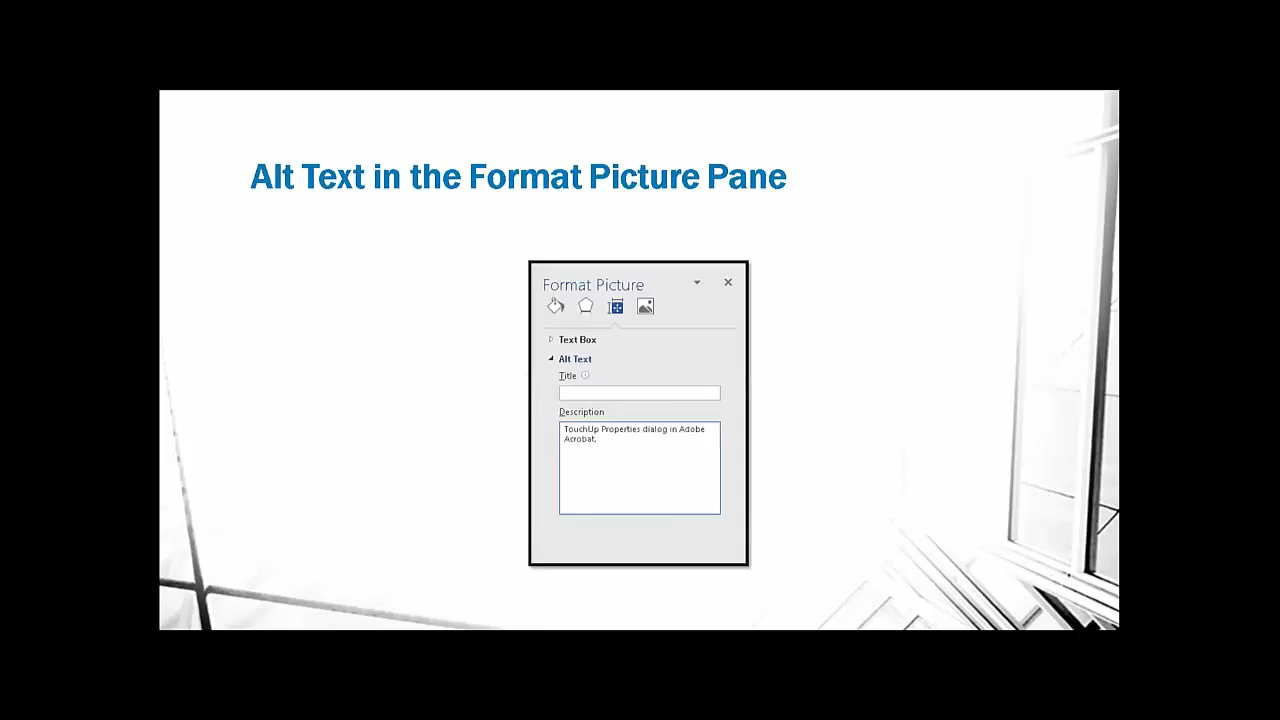 Alt Text in the Format Picture Pane
Format Picture
Text Box
Alt Text
Title
Description
TouchUp Properties dialog in Adobe
Acrobat.